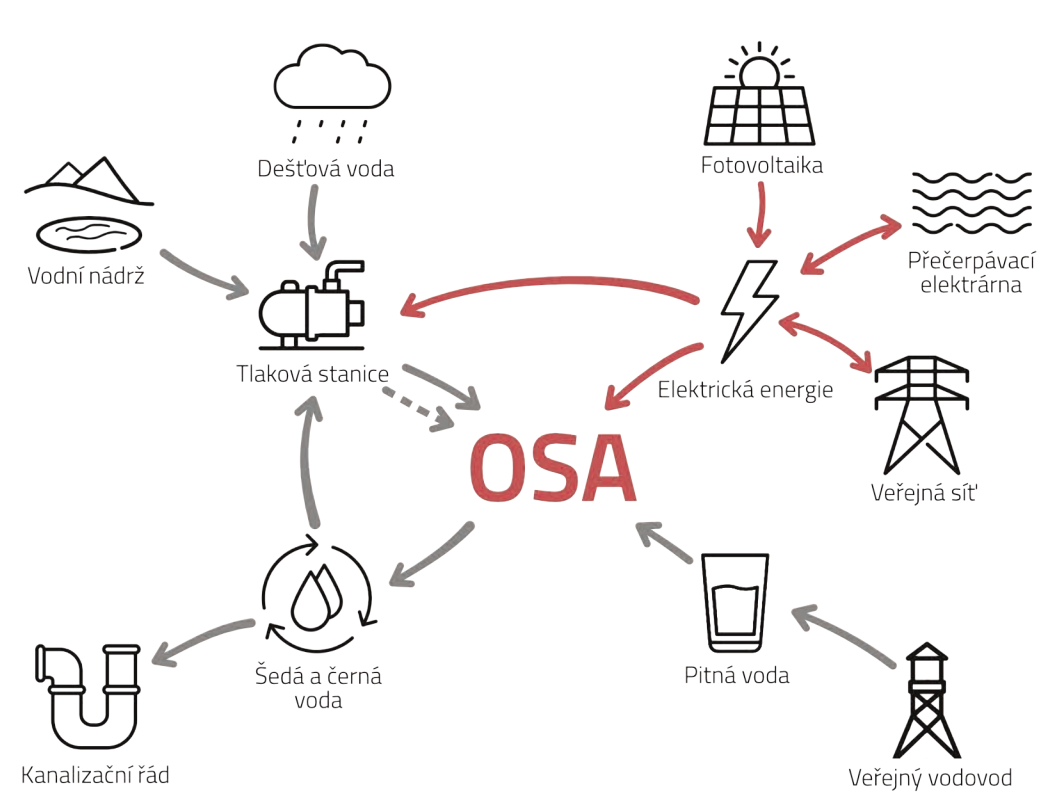 Dešťová voda
Fotovoltaika
Vodní nádrž
Přečerpávací
elektrárna
Tlaková stanice
Elektrická energie
OSA
Veřejná síť
Šedá a černá
voda
Pitná voda
Kanalizační řád
Veřejný vodovod